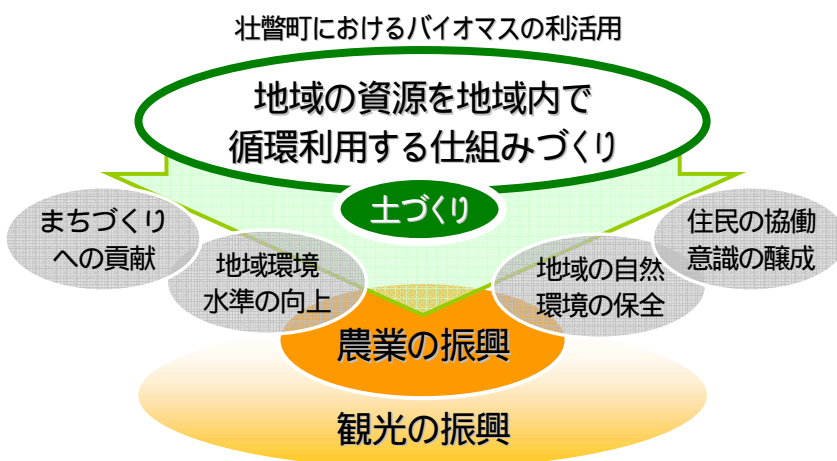 壮瞥町におけるバイオマスの利活用
地域の資源を地域内で
循環利用する仕組みづくり
土づくり
まちづくり
への貢献
地域環境
水準の向上
地域の自然
環境の保全
住民の協働
意識の醸成
農業の振興
観光の振興